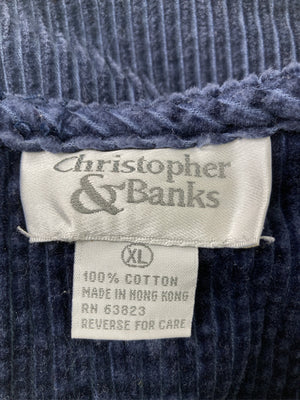 Christopher
& Banks
XL
100% COTTON
MADE IN HONG KONG
RN 63823
REVERSE FOR CARE